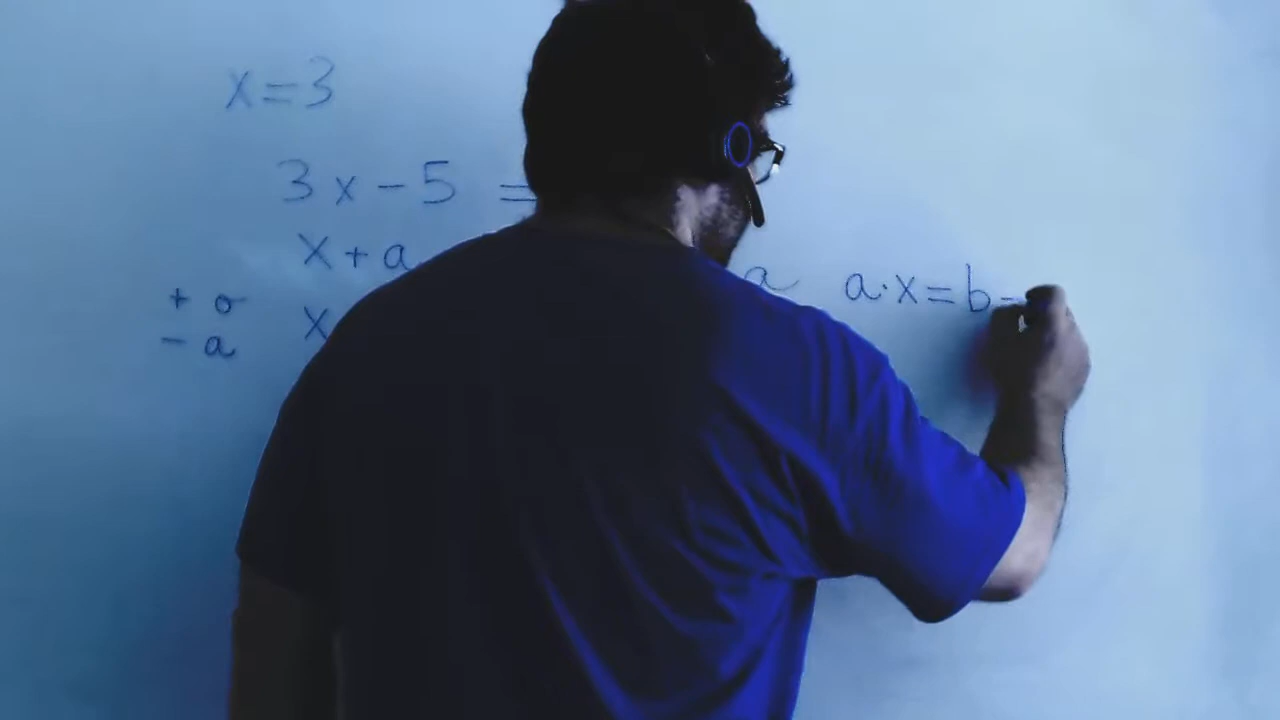 x=3
3x-5 =
x+a
a a·x=b-
+ a
x
- a